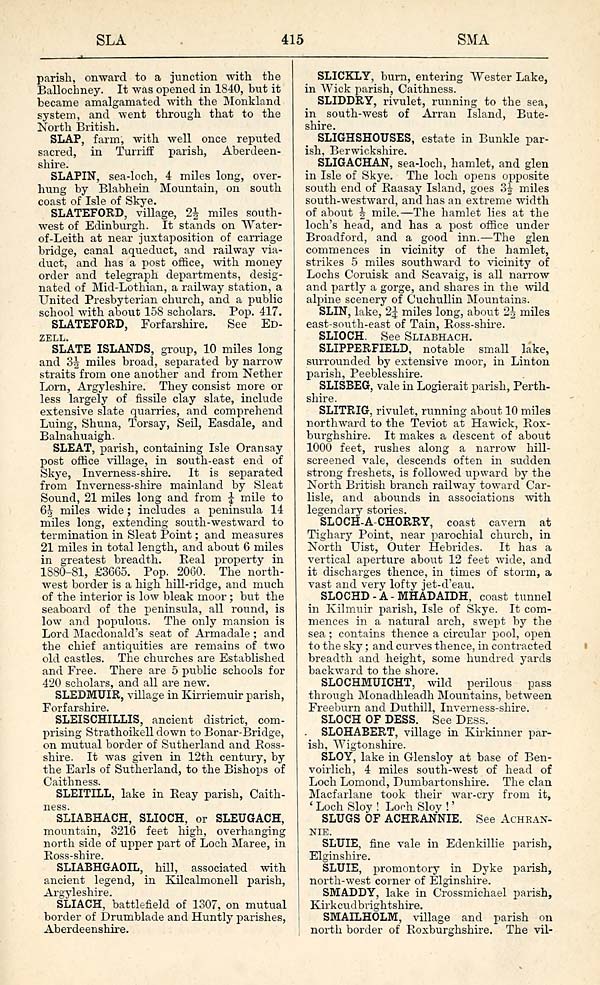 SLA 415 SMA
parish, onward to a junction with the
Ballochney. It was opened in 1840, but it
became amalgamated with the Monkland
system, and went through that to the
North British.
SLAP, farm, with well once reputed
sacred, in Turriff parish, Aberdeen-
shire.
SLAPIN, sea-loch, 4 miles long, over-
hung by Blabhein Mountain, on south
coast of Isle of Skye.
SLATEFORD, village, 2½ miles south-
west of Edinburgh. It stands on Water-
of-Leith at near juxtaposition of carriage
bridge, canal aqueduct, and railway via-
duct, and has a post office, with money
order and telegraph departments, desig-
nated of Mid-Lothian, a railway station, a
United Presbyterian church, and a public
school with about 158 scholars. Pop. 417.
SLATEFORD, Forfarshire. See ED-
ZELL.
SLATE ISLANDS, group, 10 miles long
and 3½ miles broad, separated by narrow
straits from one another and from Nether
Lorn, Argyleshire. They consist more or
less largely of fissile clay slate, include
extensive slate quarries, and comprehend
Luing, Shuna, Torsay, Seil, Easdale, and
Balnahuaigh.
SLEAT, parish, containing Isle Oransay
post office village, in south-east end of
Skye, Inverness-shire. It is separated
from Inverness-shire mainland by Sleat
Sound, 21 miles long and from ¼ mile to
6½ miles wide; includes a peninsula 14
miles long, extending south-westward to
termination in Sleat Point; and measures
21 miles in total length, and about 6 miles
in greatest breadth. Real property in
1880-81, £3665. Pop. 2060. The north-
west border is a high hill-ridge, and much
of the interior is low bleak moor; but the
seaboard of the peninsula, all round, is
low and populous. The only mansion is
Lord Macdonald's seat of Armadale; and
the chief antiquities are remains of two
old castles. The churches are Established
and Free. There are 5 public schools for
420 scholars, and all are new.
SLEDMUIR, village in Kirriemuir parish,
Forfarshire.
SLEISCHILLIS, ancient district, com-
prising Strathoikell down to Bonar-Bridge,
on mutual border of Sutherland and Ross-
shire. It was given in 12th century, by
the Earls of Sutherland, to the Bishops of
Caithness.
SLEITILL, lake in Reay parish, Caith-
ness.
SLIABHACH, SLIOCH, or SLEUGACH,
mountain, 3216 feet high, overhanging
north side of upper part of Loch Maree, in
Ross-shire.
SLIABHGAOIL, hill, associated with
ancient legend, in Kilcalmonell parish,
Argyleshire.
SLIACH, battlefield of 1307, on mutual
border of Drumblade and Huntly parishes,
Aberdeenshire.
SLICKLY, burn, entering Wester Lake,
in Wick parish, Caithness.
SLIDDRY, rivulet, running to the sea,
in south-west of Arran Island, Bute-
shire.
SLIGHSHOUSES, estate in Bunkle par-
ish, Berwickshire.
SLIGACHAN, sea-loch, hamlet, and glen
in Isle of Skye. The loch opens opposite
south end of Raasay Island, goes 3½ miles
south-westward, and has an extreme width
of about ½ mile.—The hamlet lies at the
loch's head, and has a post office under
Broadford, and a good inn.—The glen
commences in vicinity of the hamlet,
strikes 5 miles southward to vicinity of
Lochs Coruisk and Scavaig, is all narrow
and partly a gorge, and shares in the wild
alpine scenery of Cuchullin Mountains.
SLIN, lake, 2¼ miles long, about 2½ miles
east-south-east of Tain, Ross-shire.
SLIOCH. See SLIABHACH.
SLIPPERFIELD, notable small lake,
surrounded by extensive moor, in Linton
parish, Peeblesshire.
SLISBEG, vale in Logierait parish, Perth-
shire.
SLITRIG, rivulet, running about 10 miles
northward to the Teviot at Hawick, Rox-
burghshire. It makes a descent of about
1000 feet, rushes along a narrow hill-
screened vale, descends often in sudden
strong freshets, is followed upward by the
North British branch railway toward Car-
lisle, and abounds in associations with
legendary stories.
SLOCH-A-CHORRY, coast cavern at
Tighary Point, near parochial church, in
North Uist, Outer Hebrides. It has a
vertical aperture about 12 feet wide, and
it discharges thence, in times of storm, a
vast and very lofty jet-d'eau.
SLOCHD-A-MHADAIDH, coast tunnel
in Kilmuir parish, Isle of Skye. It com-
mences in a natural arch, swept by the
sea; contains thence a circular pool, open
to the sky; and curves thence, in contracted
breadth and height, some hundred yards
backward to the shore.
SLOCHMUICHT, wild perilous pass
through Monadhleadh Mountains, between
Freeburn and Duthill, Inverness-shire.
SLOCH OF DESS. See DESS.
SLOHABERT, village in Kirkinner par-
ish, Wigtonshire.
SLOY, lake in Glensloy at base of Ben-
voirlich, 4 miles south-west of head of
Loch Lomond, Dumbartonshire. The clan
Macfarlane took their war-cry from it,
'Loch Sloy! Loch Sloy!'
SLUGS OF ACHRANNIE. See ACHRAN-
NIE.
SLUIE, fine vale in Edenkillie parish,
Elginshire.
SLUIE, promontory in Dyke parish,
north-west corner of Elginshire.
SMADDY, lake in Crossmichael parish,
Kirkcudbrightshire.
SMAILHOLM, village and parish on
north border of Roxburghshire. The vil-